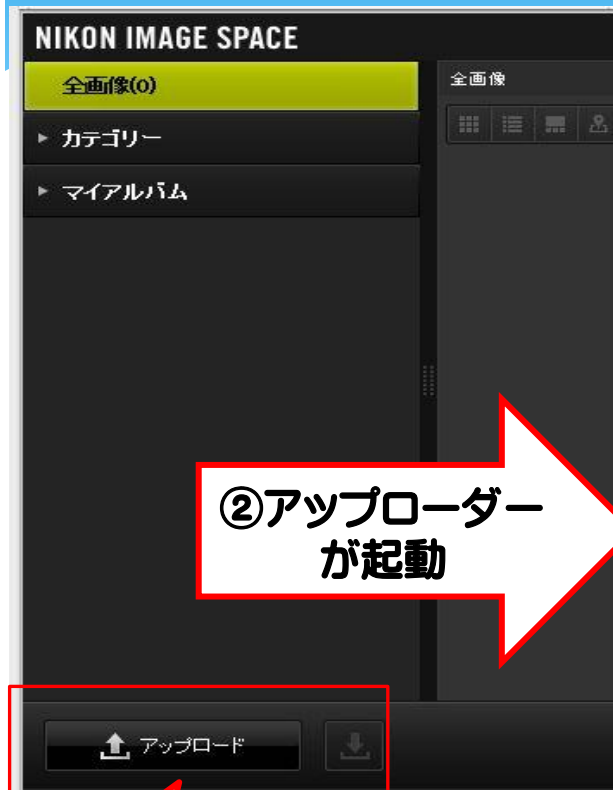 NIKON IMAGE SPACE
全画像(0)
全画像
カテゴリー
マイアルバム
②アップローダー
が起動
アップロード